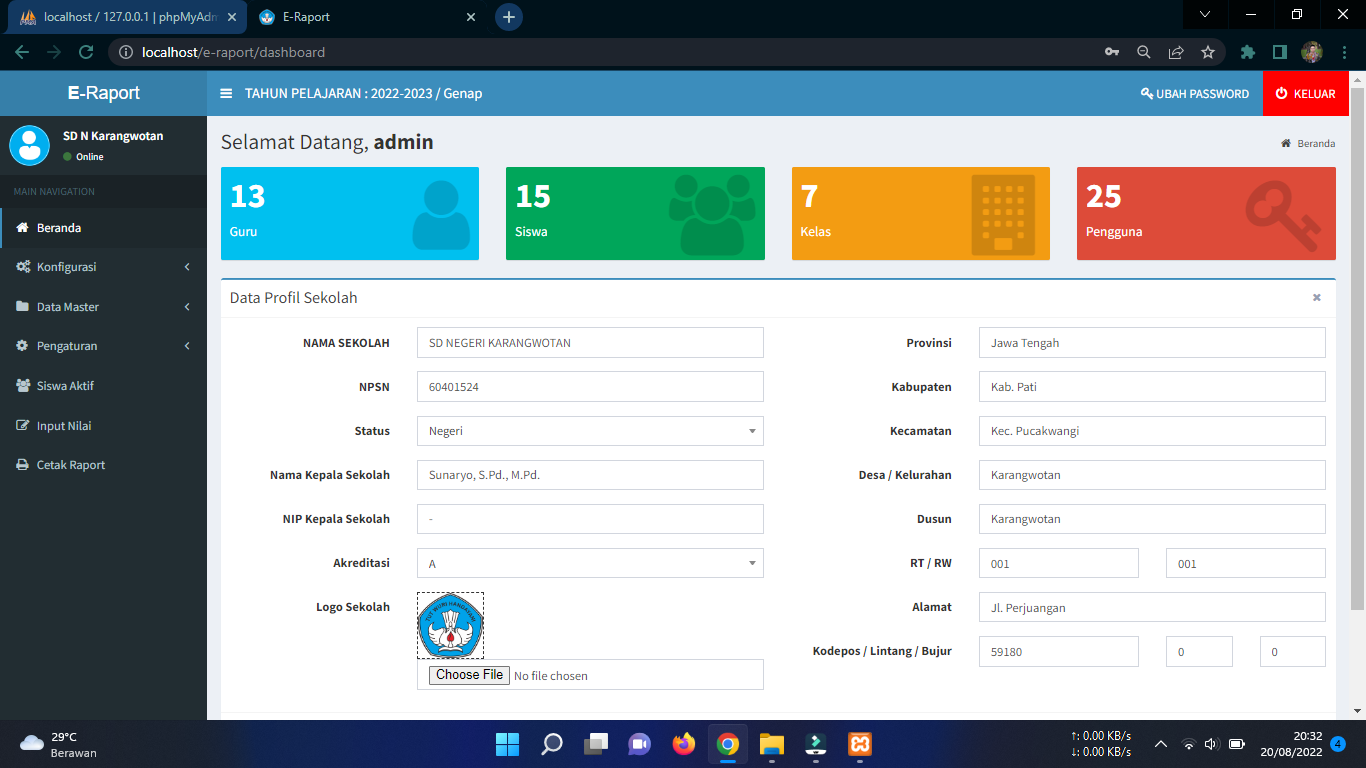 localhost / 127.0.0.1 | phpMyAdm
E-Raport
localhost/e-raport/dashboard
E-Raport
TAHUN PELAJARAN : 2022-2023 / Genap
UBAH PASSWORD
KELUAR
SD N Karangwotan
Online
MAIN NAVIGATION
Beranda
Konfigurasi
Data Master
Pengaturan
Siswa Aktif
Input Nilai
Cetak Raport
Selamat Datang, admin
Beranda
13
Guru
15
Siswa
7
Kelas
25
Pengguna
Data Profil Sekolah
NAMA SEKOLAH
SD NEGERI KARANGWOTAN
NPSN
60401524
Status
Negeri
Nama Kepala Sekolah
Sunaryo, S.Pd., M.Pd.
NIP Kepala Sekolah
-
Akreditasi
A
Logo Sekolah
TUT WURI HANDAYANI
Choose File No file chosen
Provinsi
Jawa Tengah
Kabupaten
Kab. Pati
Kecamatan
Kec. Pucakwangi
Desa / Kelurahan
Karangwotan
Dusun
Karangwotan
RT / RW
001
001
Alamat
Jl. Perjuangan
Kodepos / Lintang / Bujur
59180
0
0
29°C
Berawan
↑: 0.00 KB/s
↓: 0.00 KB/s
20:32
20/08/2022
4